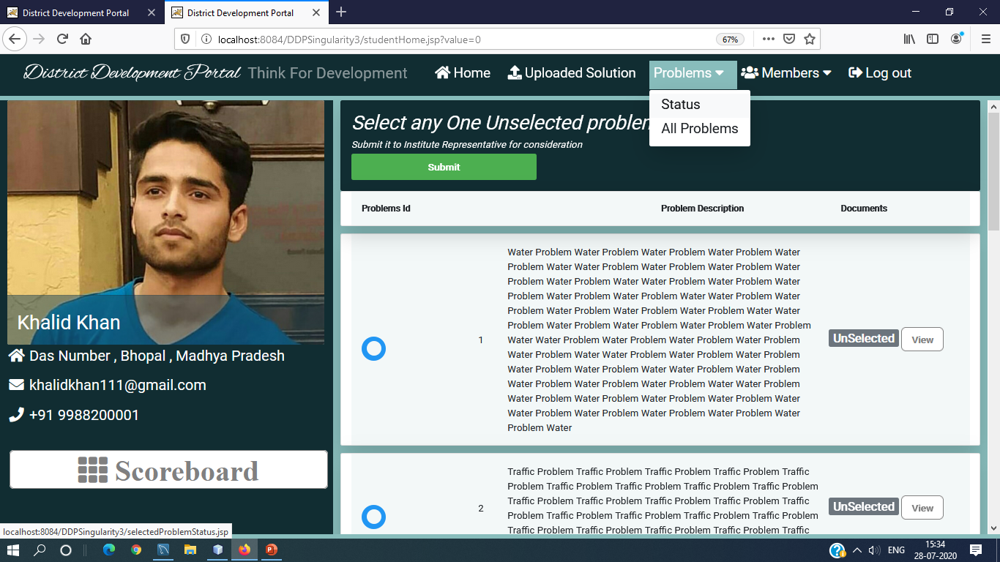 District Development Portal
District Development Portal
localhost:8084/DDPSingularity3/studentHome.jsp?value=0
67%
District Development Portal Think For Development Home Uploaded Solution Problems Members Log out
Status
All Problems
Select any One Unselected problem
Submit it to Institute Representative for consideration
Submit
Problems Id Problem Description Documents
Water Problem Water Problem Water Problem Water Problem Water
Problem Water Water Problem Water Problem Water Problem Water
Problem Water Problem Water Water Problem Water Problem Water
Problem Water Problem Water Problem Water Water Problem Water
Problem Water Problem Water Problem Water Problem Water Water
Problem Water Problem Water Problem Water Problem Water Problem
1 Water Water Problem Water Problem Water Problem Water Problem UnSelected View
Water Problem Water Water Problem Water Problem Water Problem
Water Problem Water Problem Water Water Problem Water Problem
Water Problem Water Problem Water Problem Water Water Problem
Water Problem Water Problem Water Problem Water Problem Water
Water Problem Water Problem Water Problem Water Problem Water
Problem Water
Traffic Problem Traffic Problem Traffic Problem Traffic Problem Traffic
Problem Traffic Problem Traffic Problem Traffic Problem Traffic Problem
Traffic Problem Traffic Problem Traffic Problem Traffic Problem Traffic
2 Problem Traffic Problem Traffic Problem Traffic Problem Traffic Problem UnSelected View
Traffic Problem Traffic Problem Traffic Problem Traffic Problem Traffic
Khalid Khan
Das Number , Bhopal , Madhya Pradesh
khalidkhan111@gmail.com
+91 9988200001
Scoreboard
localhost:8084/DDPSingularity3/selectedProblemStatus.jsp
ENG
15:34
28-07-2020